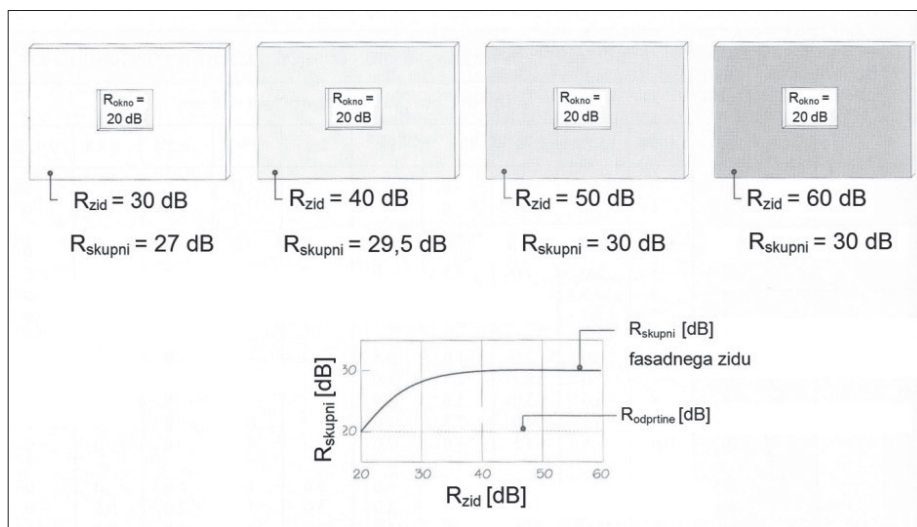 R_okno =
20 dB
R_okno =
20 dB
R_okno =
20 dB
R_okno =
20 dB
R_zid = 30 dB
R_zid = 40 dB
R_zid = 50 dB
R_zid = 60 dB
R_skupni = 27 dB
R_skupni = 29,5 dB
R_skupni = 30 dB
R_skupni = 30 dB
R_skupni [dB]
fasadnega zidu
R_odprtine [dB]
R_skupni [dB]
30
20
20 30 40 50 60
R_zid [dB]